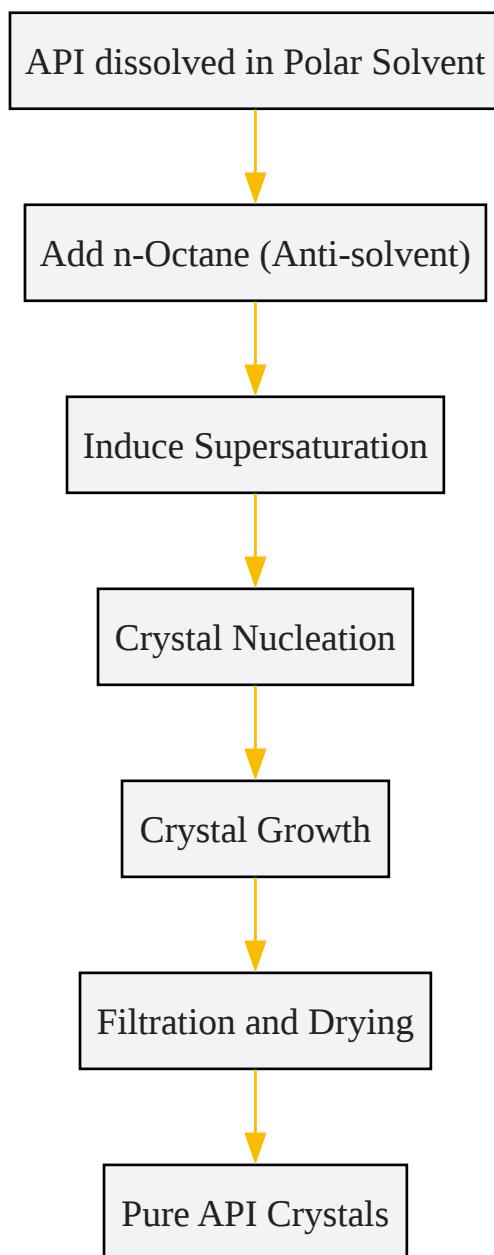 API dissolved in Polar Solvent
Add n-Octane (Anti-solvent)
Induce Supersaturation
Crystal Nucleation
Crystal Growth
Filtration and Drying
Pure API Crystals